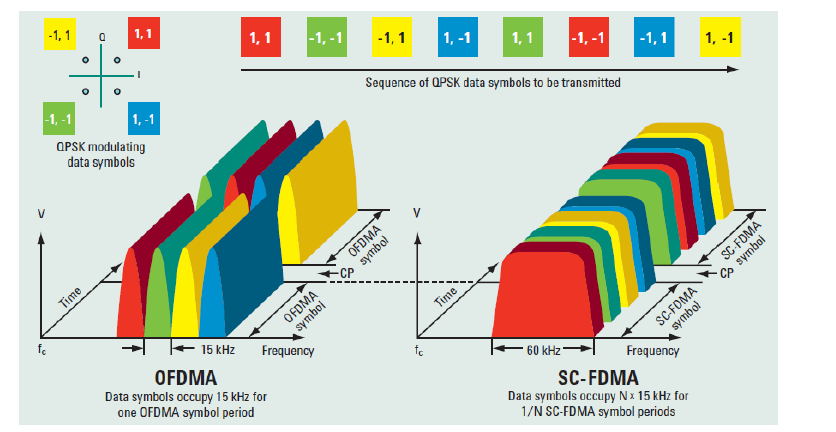 -1, 1
Q
1, 1
I
-1, -1
1, -1
QPSK modulating
data symbols
1, 1
-1, -1
-1, 1
1, -1
1, 1
-1, -1
-1, 1
1, -1
Sequence of QPSK data symbols to be transmitted
V
Time
OFDMA
symbol
CP
OFDMA
symbol
fc
15 kHz
Frequency
OFDMA
Data symbols occupy 15 kHz for
one OFDMA symbol period
V
Time
SC-FDMA
symbol
CP
SC-FDMA
symbol
fc
60 kHz
Frequency
SC-FDMA
Data symbols occupy N x 15 kHz for
1/N SC-FDMA symbol periods